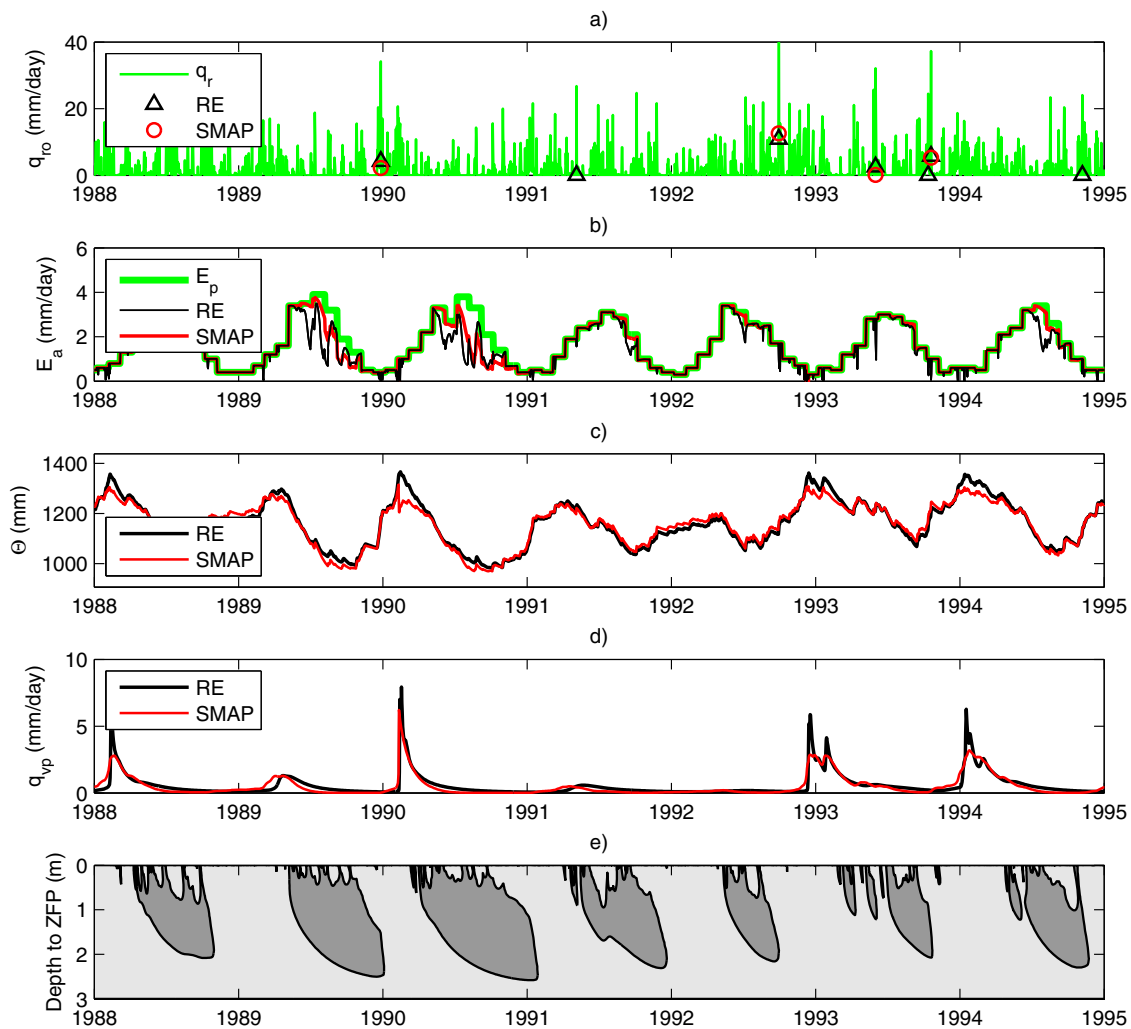 a)
q_ro (mm/day)
40
20
0
q_r
RE
SMAP
1988 1989 1990 1991 1992 1993 1994 1995
b)
E_a (mm/day)
6
4
2
0
E_p
RE
SMAP
1988 1989 1990 1991 1992 1993 1994 1995
c)
Θ (mm)
1400
1200
1000
RE
SMAP
1988 1989 1990 1991 1992 1993 1994 1995
d)
q_vp (mm/day)
10
5
0
RE
SMAP
1988 1989 1990 1991 1992 1993 1994 1995
e)
Depth to ZFP (m)
0
1
2
3
1988 1989 1990 1991 1992 1993 1994 1995